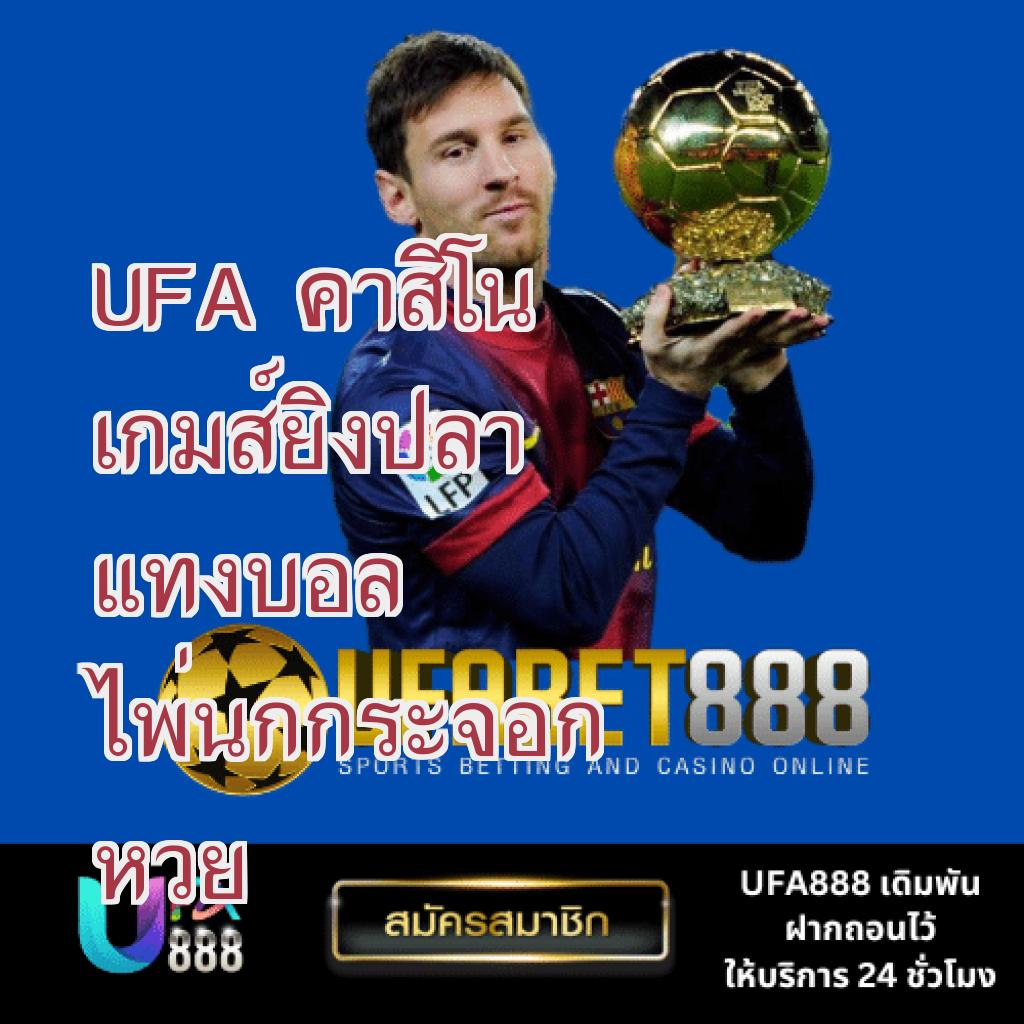 UFA คาสิโน
เกมส์ยิงปลา
LFP
แทงบอล
UFABET888
ไพ่นกกระจอก
SPORTS BETTING AND CASINO ONLINE
หวย
UFA
888
สมัครสมาชิก
UFA888 เดิมพัน
ฝากถอนไว้
ให้บริการ 24 ชั่วโมง